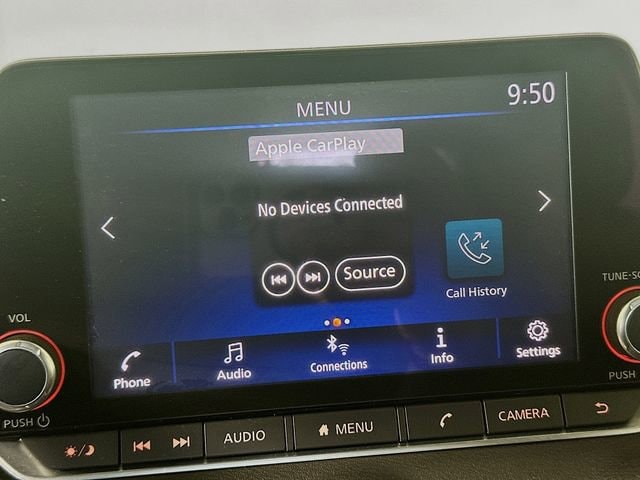 MENU
9:50
Apple CarPlay
No Devices Connected
Source
Call History
Phone
Audio
Connections
Info
Settings
VOL
PUSH
AUDIO
MENU
CAMERA
TUNE-SC
PUSH